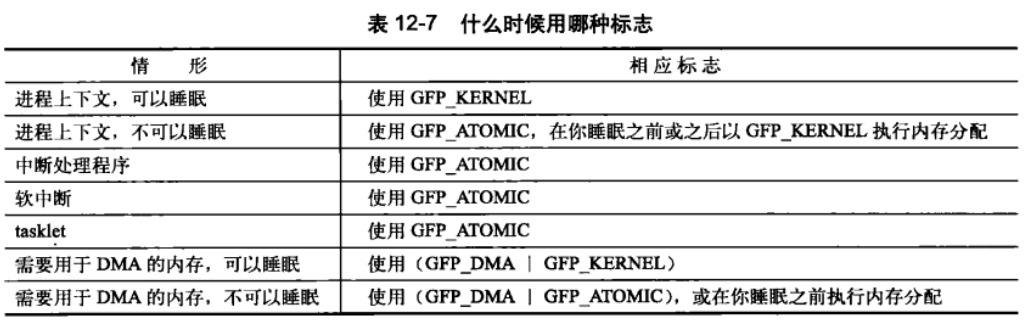 表 12-7 什么时候用哪种标志
情 形 相应标志
进程上下文，可以睡眠 使用 GFP_KERNEL
进程上下文，不可以睡眠 使用 GFP_ATOMIC，在你睡眠之前或之后以 GFP_KERNEL 执行内存分配
中断处理程序 使用 GFP_ATOMIC
软中断 使用 GFP_ATOMIC
tasklet 使用 GFP_ATOMIC
需要用于 DMA 的内存，可以睡眠 使用（GFP_DMA | GFP_KERNEL）
需要用于 DMA 的内存，不可以睡眠 使用（GFP_DMA | GFP_ATOMIC），或在你睡眠之前执行内存分配